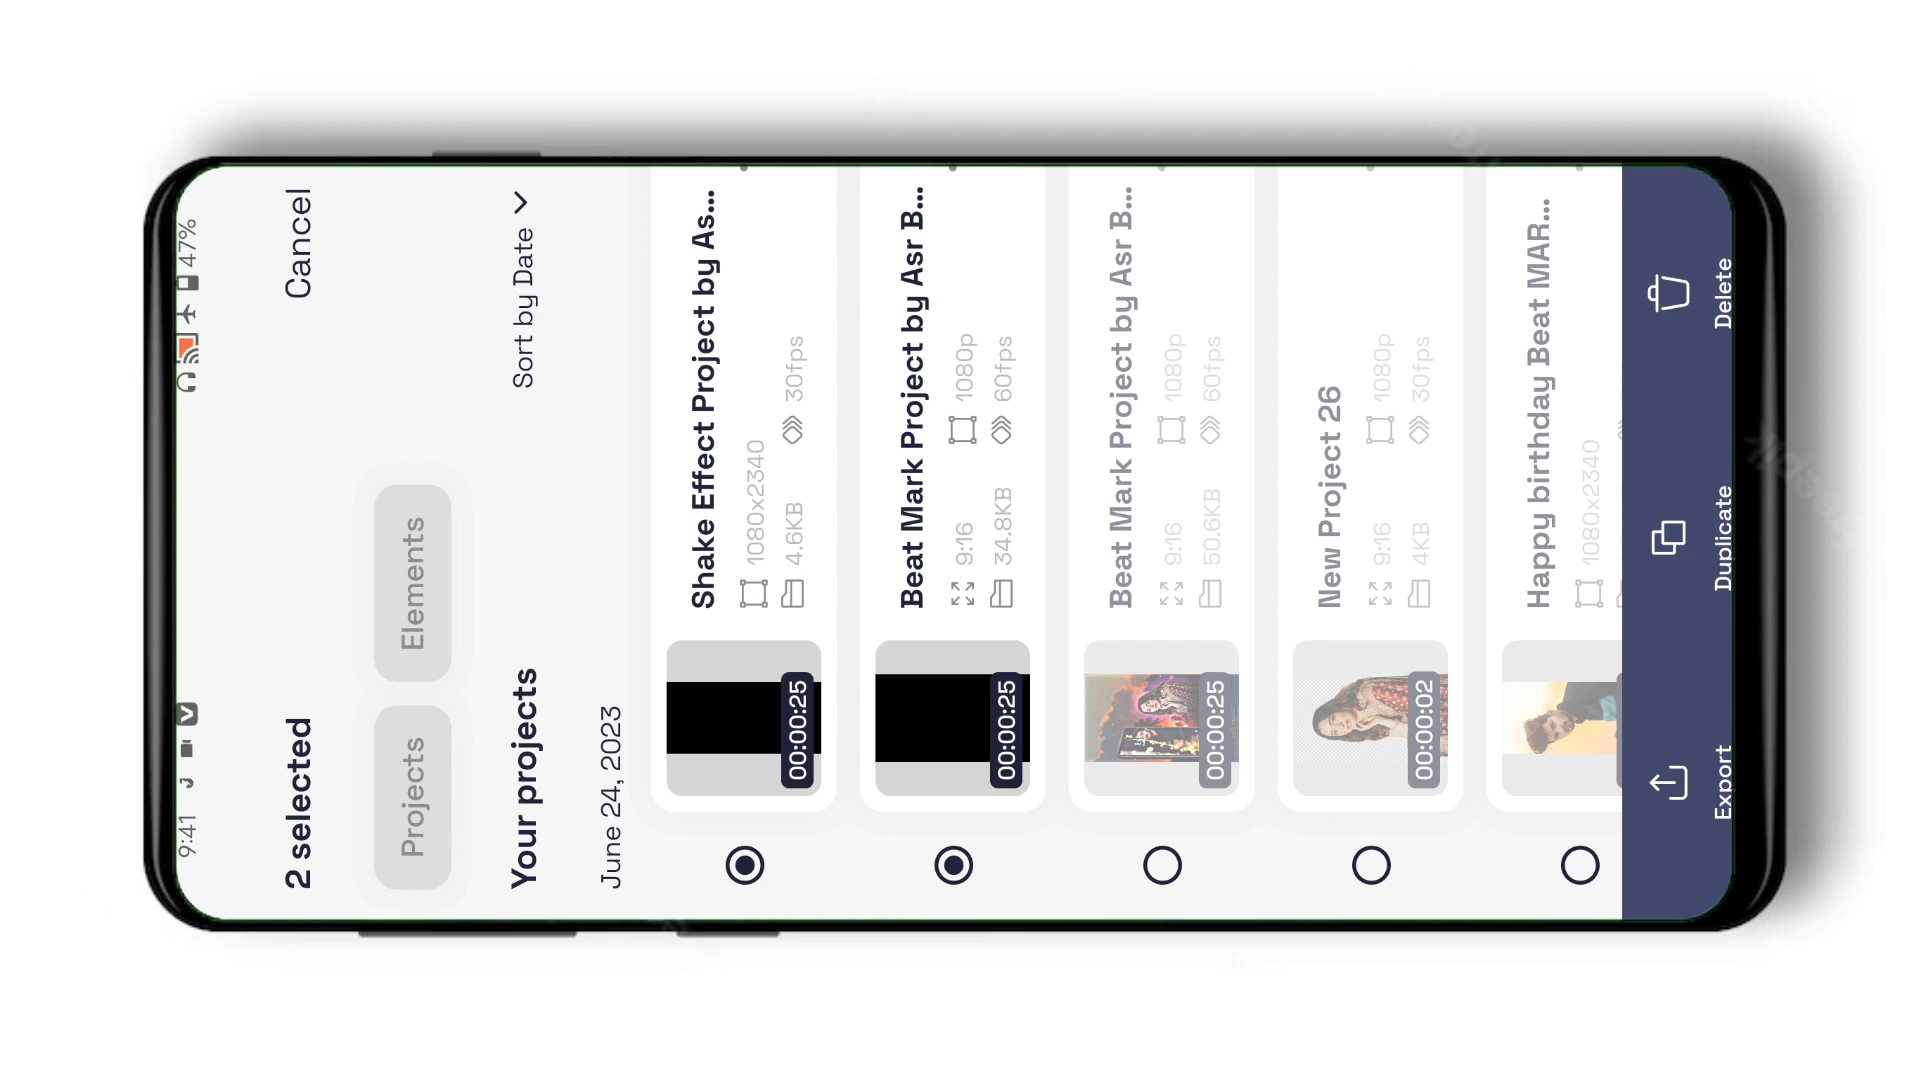 9:41
47%
2 selected
Cancel
Projects
Elements
Your projects
Sort by Date
June 24, 2023
Shake Effect Project by As...
1080x2340
4.6KB
30fps
00:00:25
Beat Mark Project by Asr B...
9:16
1080p
34.8KB
60fps
00:00:25
Beat Mark Project by Asr B...
9:16
1080p
50.6KB
60fps
00:00:25
New Project 26
9:16
1080p
4KB
30fps
00:00:02
Happy birthday Beat MAR...
1080x2340
Export
Duplicate
Delete